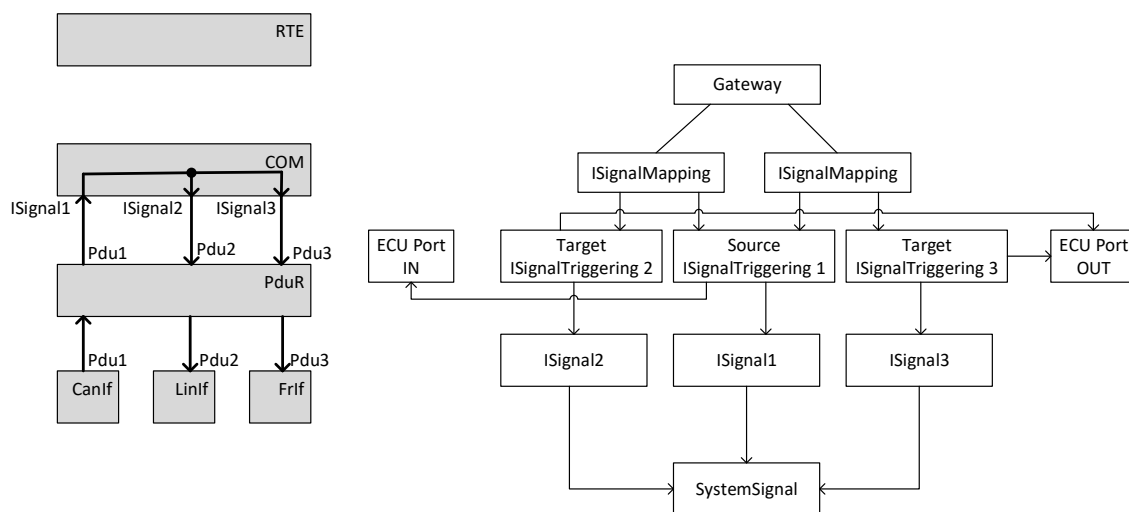 RTE
COM
ISignal1
ISignal2
ISignal3
Pdu1
Pdu2
Pdu3
PduR
Pdu1
Pdu2
Pdu3
CanIf
LinIf
FrIf
Gateway
ISignalMapping
ISignalMapping
ECU Port
IN
Target
ISignalTriggering 2
Source
ISignalTriggering 1
Target
ISignalTriggering 3
ECU Port
OUT
ISignal2
ISignal1
ISignal3
SystemSignal